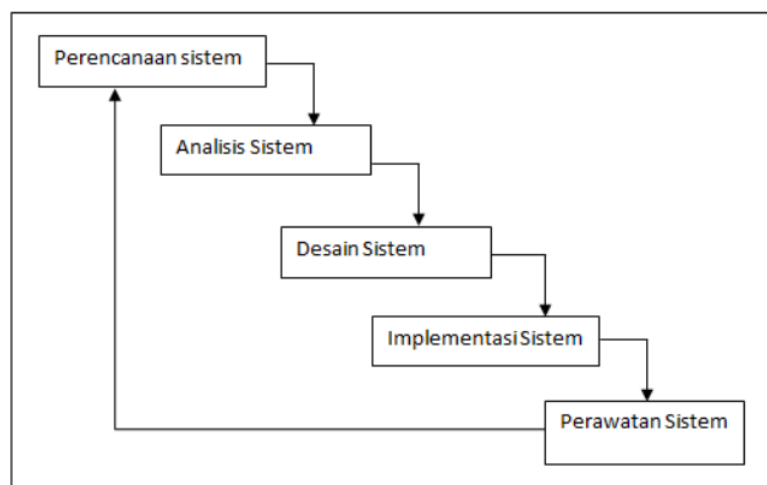 Perencanaan sistem
Analisis Sistem
Desain Sistem
Implementasi Sistem
Perawatan Sistem